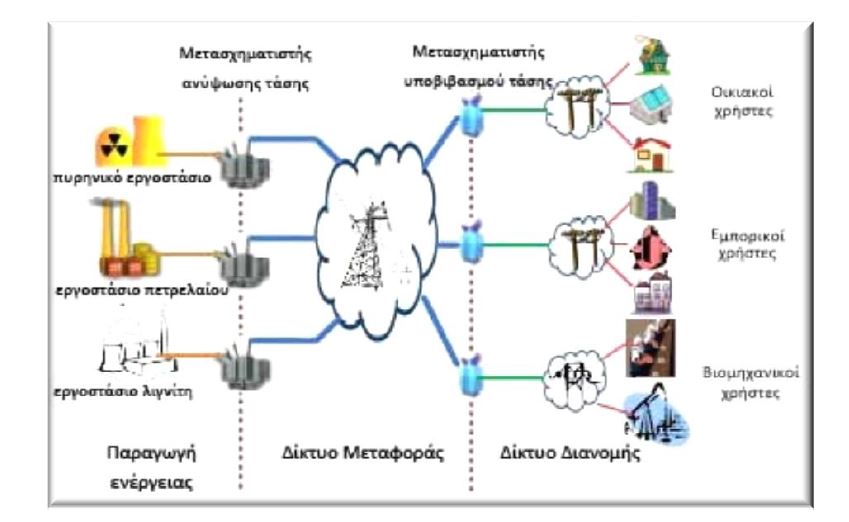 Μετασχηματιστής
ανύψωσης τάσης
Μετασχηματιστής
υποβιβασμού τάσης
Οικιακοί
χρήστες
πυρηνικό εργοστάσιο
Εμπορικοί
χρήστες
εργοστάσιο πετρελαίου
Βιομηχανικοί
χρήστες
εργοστάσιο λιγνίτη
Παραγωγή
ενέργειας
Δίκτυο Μεταφοράς
Δίκτυο Διανομής